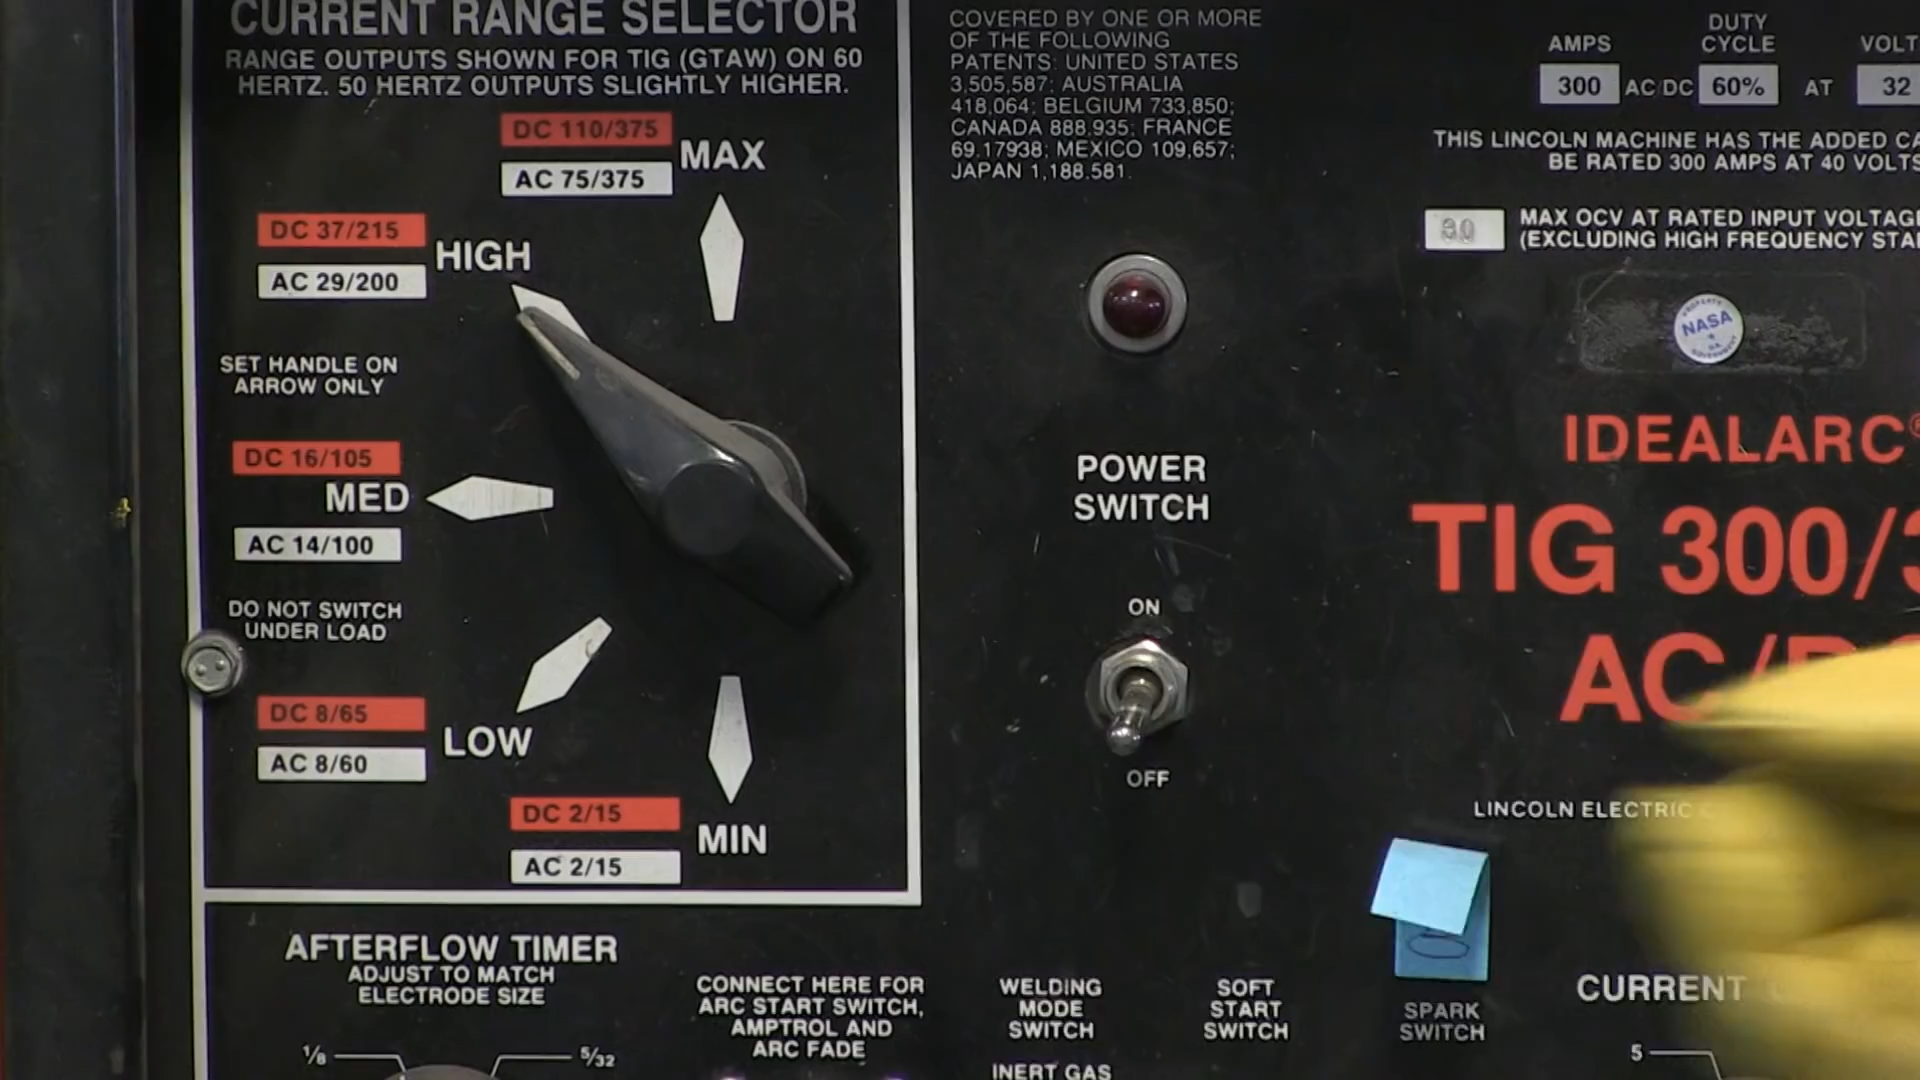 CURRENT RANGE SELECTOR
RANGE OUTPUTS SHOWN FOR TIG (GTAW) ON 60
HERTZ. 50 HERTZ OUTPUTS SLIGHTLY HIGHER.
DC 110/375
MAX
AC 75/375
DC 37/215
HIGH
AC 29/200
SET HANDLE ON
ARROW ONLY
DC 16/105
MED
AC 14/100
DO NOT SWITCH
UNDER LOAD
DC 8/65
LOW
AC 8/60
DC 2/15
MIN
AC 2/15
AFTERFLOW TIMER
ADJUST TO MATCH
ELECTRODE SIZE
1/8
5/32
COVERED BY ONE OR MORE
OF THE FOLLOWING
PATENTS: UNITED STATES
3,505,587; AUSTRALIA
418,064; BELGIUM 733,850;
CANADA 888,935; FRANCE
69.17938; MEXICO 109,657;
JAPAN 1,188,581.
POWER
SWITCH
ON
OFF
CONNECT HERE FOR
ARC START SWITCH,
AMPTROL AND
ARC FADE
WELDING
MODE
SWITCH
INERT GAS
SOFT
START
SWITCH
SPARK
SWITCH
AMPS
DUTY
CYCLE
VOLT
300 AC/DC 60% AT 32
THIS LINCOLN MACHINE HAS THE ADDED CA
BE RATED 300 AMPS AT 40 VOLTS
80
MAX OCV AT RATED INPUT VOLTAG
(EXCLUDING HIGH FREQUENCY STA
PROPERTY
NASA
U.S.
GOVERNMENT
IDEALARC®
TIG 300/3
AC/D
LINCOLN ELECTRIC C
CURRENT
5